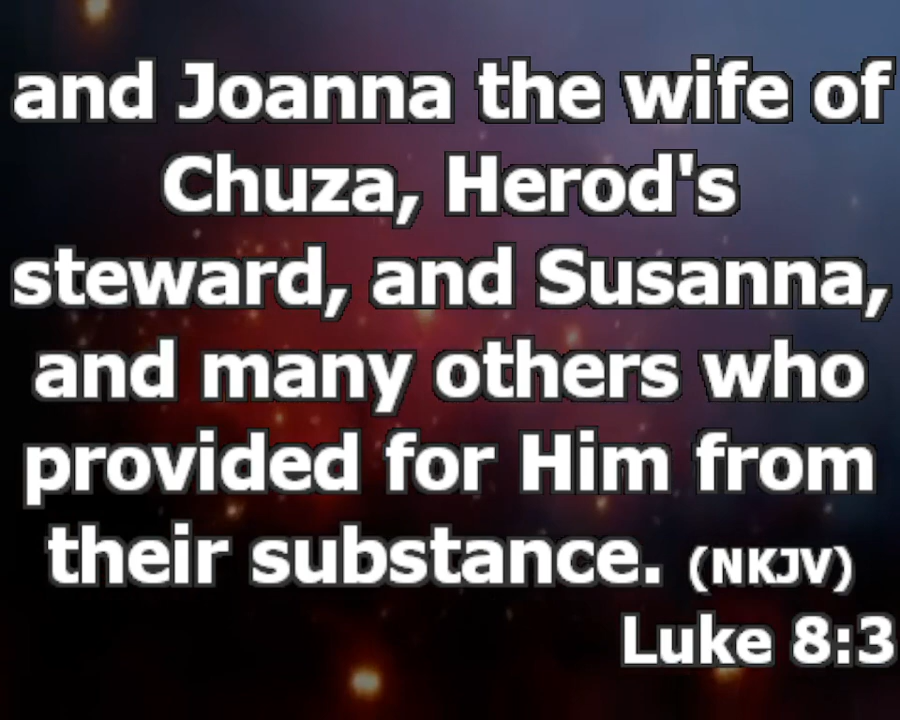 and Joanna the wife of
Chuza, Herod's
steward, and Susanna,
and many others who
provided for Him from
their substance. (NKJV)
Luke 8:3